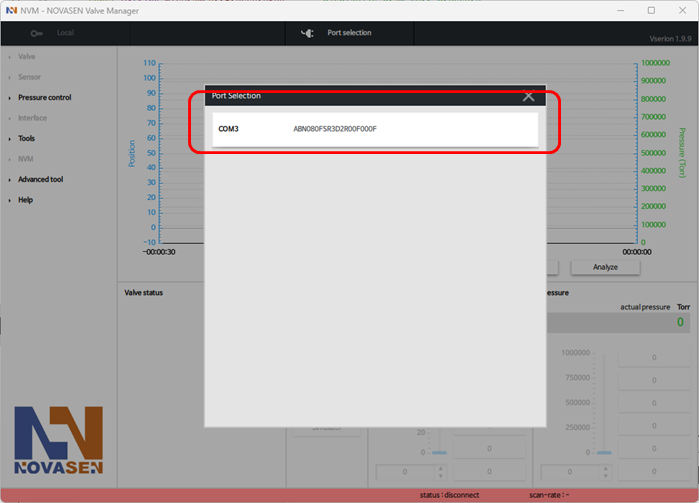 NVM - NOVASEN Valve Manager
Local
Port selection
Vserion 1.9.9
Valve
Sensor
Pressure control
Interface
Tools
NVM
Advanced tool
Help
NOVASEN
Position
110
100
90
80
70
60
50
40
30
20
10
0
-10
-00:00:30
Port Selection
COM3 ABN080FSR3D2R00F000F
1000000
900000
800000
700000
600000
500000
400000
300000
200000
100000
0
00:00:00
Pressure (Torr)
Analyze
Valve status
essure
actual pressure Torr
0
20
0
0
0
0
1000000
750000
500000
250000
0
0
0
0
0
0
0
0
status : disconnect scan-rate : -